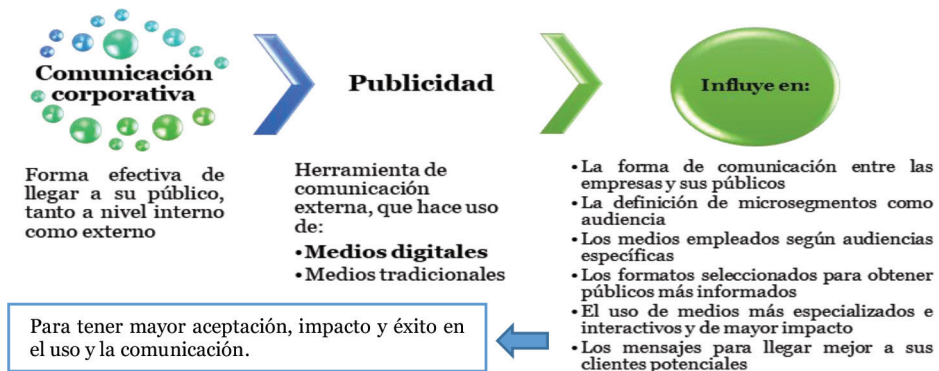 Comunicación
corporativa
Forma efectiva de
llegar a su público,
tanto a nivel interno
como externo
Publicidad
Herramienta de
comunicación
externa, que hace uso
de:
•Medios digitales
•Medios tradicionales
Influye en:
•La forma de comunicación entre las
empresas y sus públicos
•La definición de microsegmentos como
audiencia
•Los medios empleados según audiencias
específicas
•Los formatos seleccionados para obtener
públicos más informados
•El uso de medios más especializados e
interactivos y de mayor impacto
•Los mensajes para llegar mejor a sus
clientes potenciales
Para tener mayor aceptación, impacto y éxito en
el uso y la comunicación.